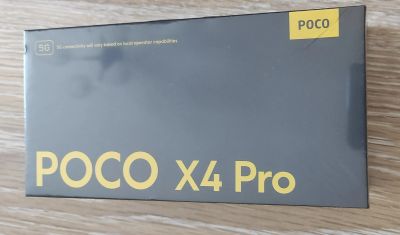 POCO
5G
5G connectivity will vary based on local operator capabilities.
POCO X4 Pro